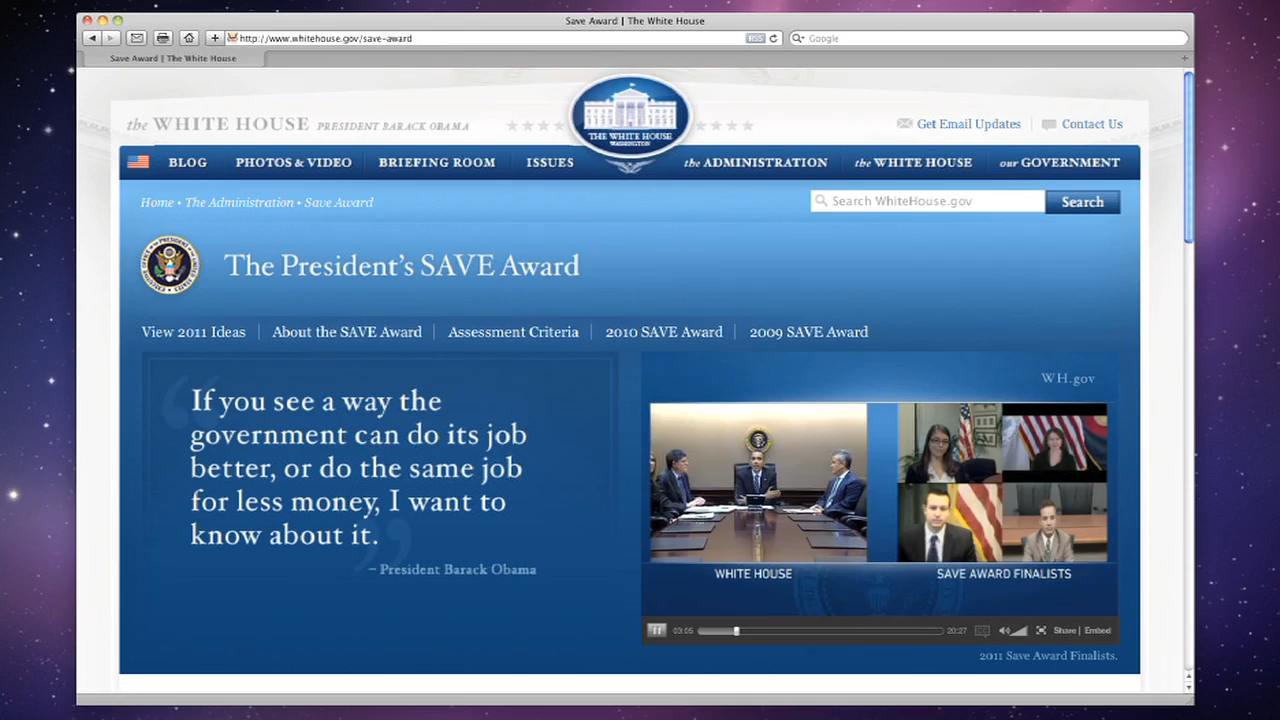 Save Award | The White House
http://www.whitehouse.gov/save-award
RSS
Google
Save Award | The White House
the WHITE HOUSE PRESIDENT BARACK OBAMA
THE WHITE HOUSE
WASHINGTON
Get Email Updates
Contact Us
BLOG
PHOTOS & VIDEO
BRIEFING ROOM
ISSUES
the ADMINISTRATION
the WHITE HOUSE
our GOVERNMENT
Home • The Administration • Save Award
Search WhiteHouse.gov
Search
The President's SAVE Award
View 2011 Ideas
About the SAVE Award
Assessment Criteria
2010 SAVE Award
2009 SAVE Award
“If you see a way the
government can do its job
better, or do the same job
for less money, I want to
know about it.”
– President Barack Obama
WH.gov
WHITE HOUSE
SAVE AWARD FINALISTS
03:05
20:27
CC
Share | Embed
2011 Save Award Finalists.